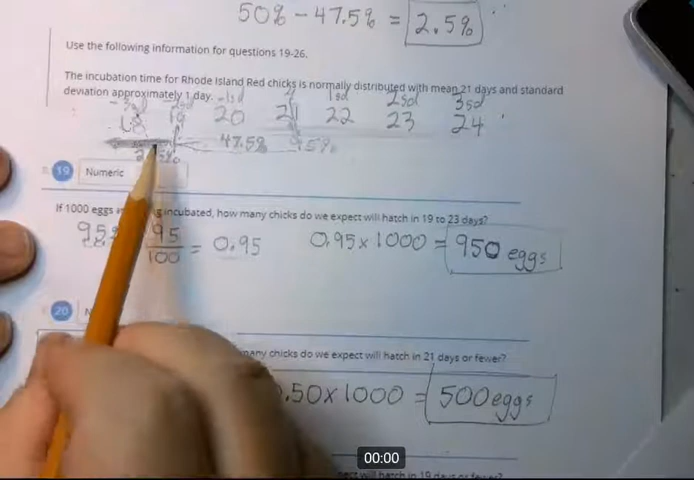 50% - 47.5% = 2.5%
Use the following information for questions 19-26.
The incubation time for Rhode Island Red chicks is normally distributed with mean 21 days and standard
deviation approximately 1 day.
-1sd 1sd 2sd 3sd
18 19 20 21 22 23 24
47.5% 95%
19 Numeric
If 1000 eggs incubated, how many chicks do we expect will hatch in 19 to 23 days?
95 / 100 = 0.95 0.95 x 1000 = 950 eggs
20
many chicks do we expect will hatch in 21 days or fewer?
0.50 x 1000 = 500 eggs
00:00
expect will hatch in 19 days or fewer?